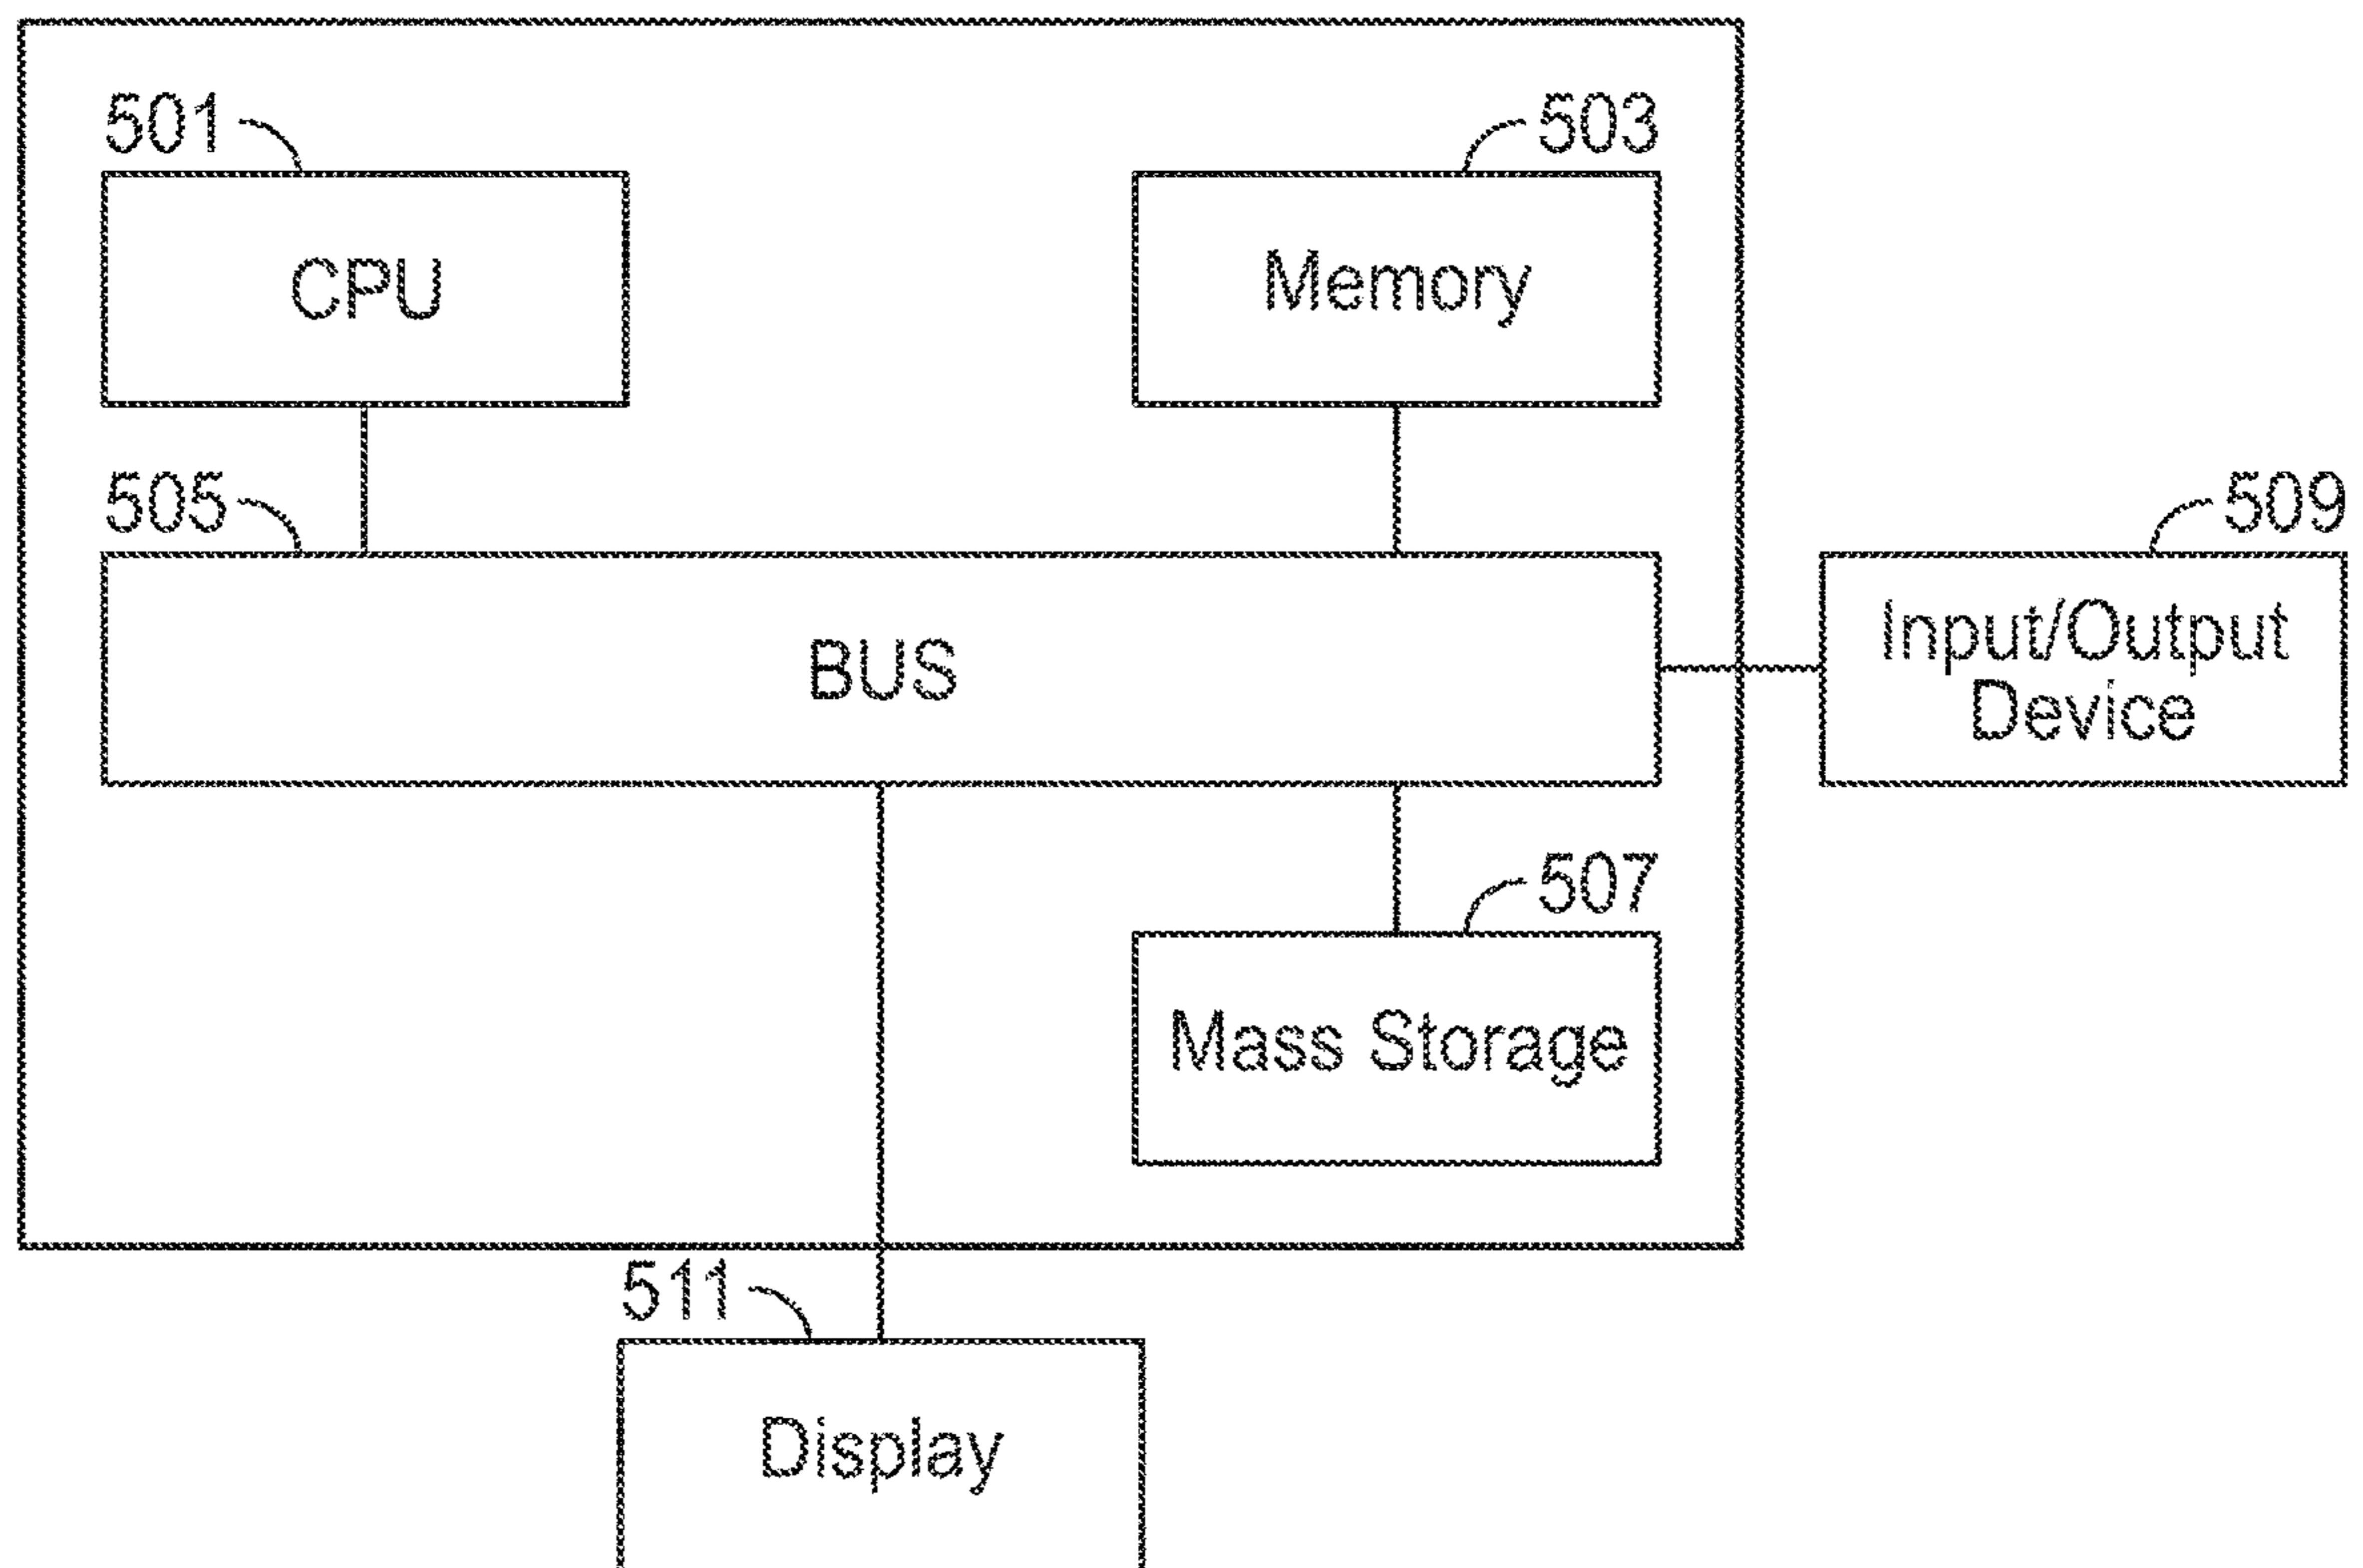 501
503
CPU
Memory
505
509
BUS
Input/Output
Device
507
Mass Storage
511
Display